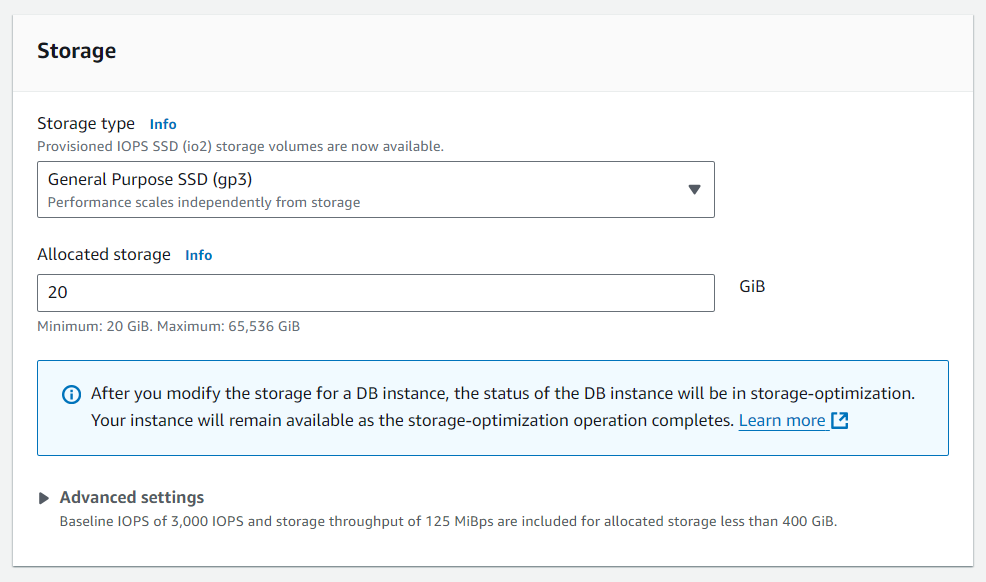 Storage
Storage type Info
Provisioned IOPS SSD (io2) storage volumes are now available.
General Purpose SSD (gp3)
Performance scales independently from storage
Allocated storage Info
20 GiB
Minimum: 20 GiB. Maximum: 65,536 GiB
After you modify the storage for a DB instance, the status of the DB instance will be in storage-optimization.
Your instance will remain available as the storage-optimization operation completes. Learn more
Advanced settings
Baseline IOPS of 3,000 IOPS and storage throughput of 125 MiBps are included for allocated storage less than 400 GiB.